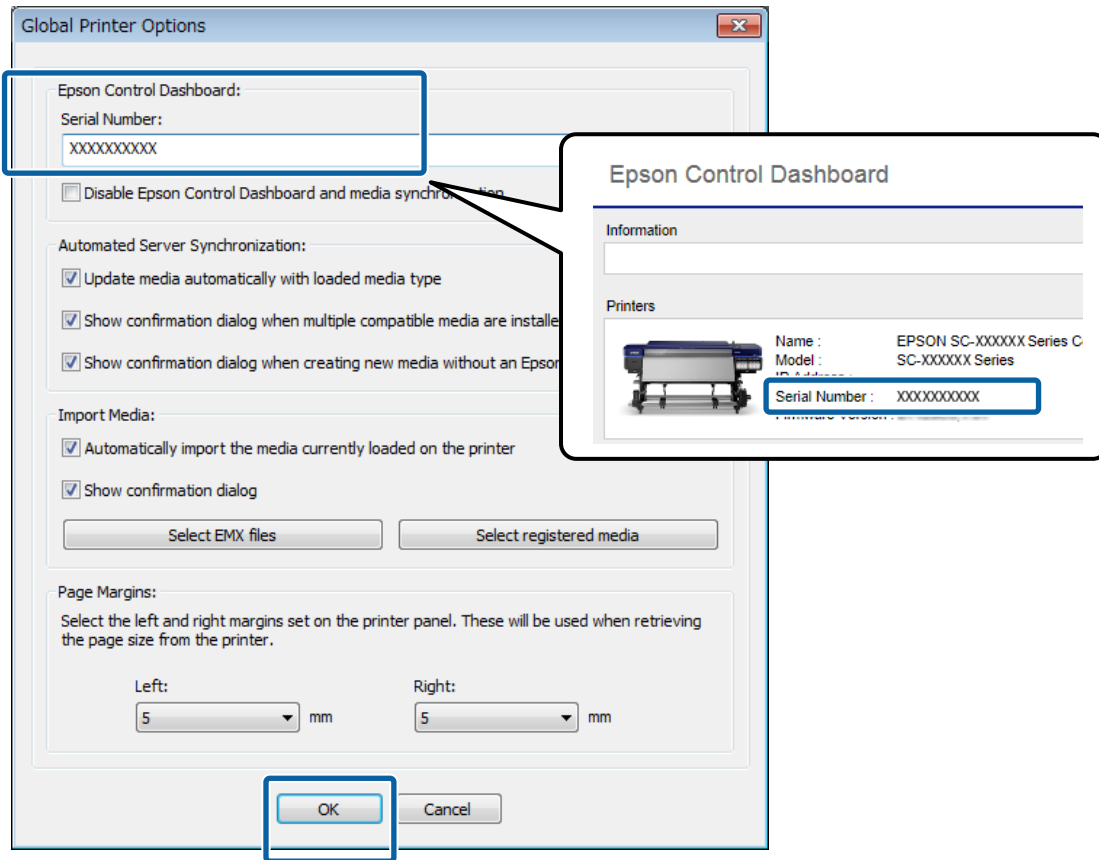 Global Printer Options
Epson Control Dashboard:
Serial Number:
XXXXXXXXXX
Disable Epson Control Dashboard and media
Automated Server Synchronization:
Update media automatically with loaded media type
Show confirmation dialog when multiple compatible media are installe
Show confirmation dialog when creating new media without an Epson
Import Media:
Automatically import the media currently loaded on the printer
Show confirmation dialog
Select EMX files
Select registered media
Page Margins:
Select the left and right margins set on the printer panel. These will be used when retrieving
the page size from the printer.
Left:
Right:
5 mm
5 mm
OK
Cancel
Epson Control Dashboard
Information
Printers
Name : EPSON SC-XXXXXX Series C
Model : SC-XXXXXX Series
IP Address :
Serial Number : XXXXXXXXXX
Firmware Version :